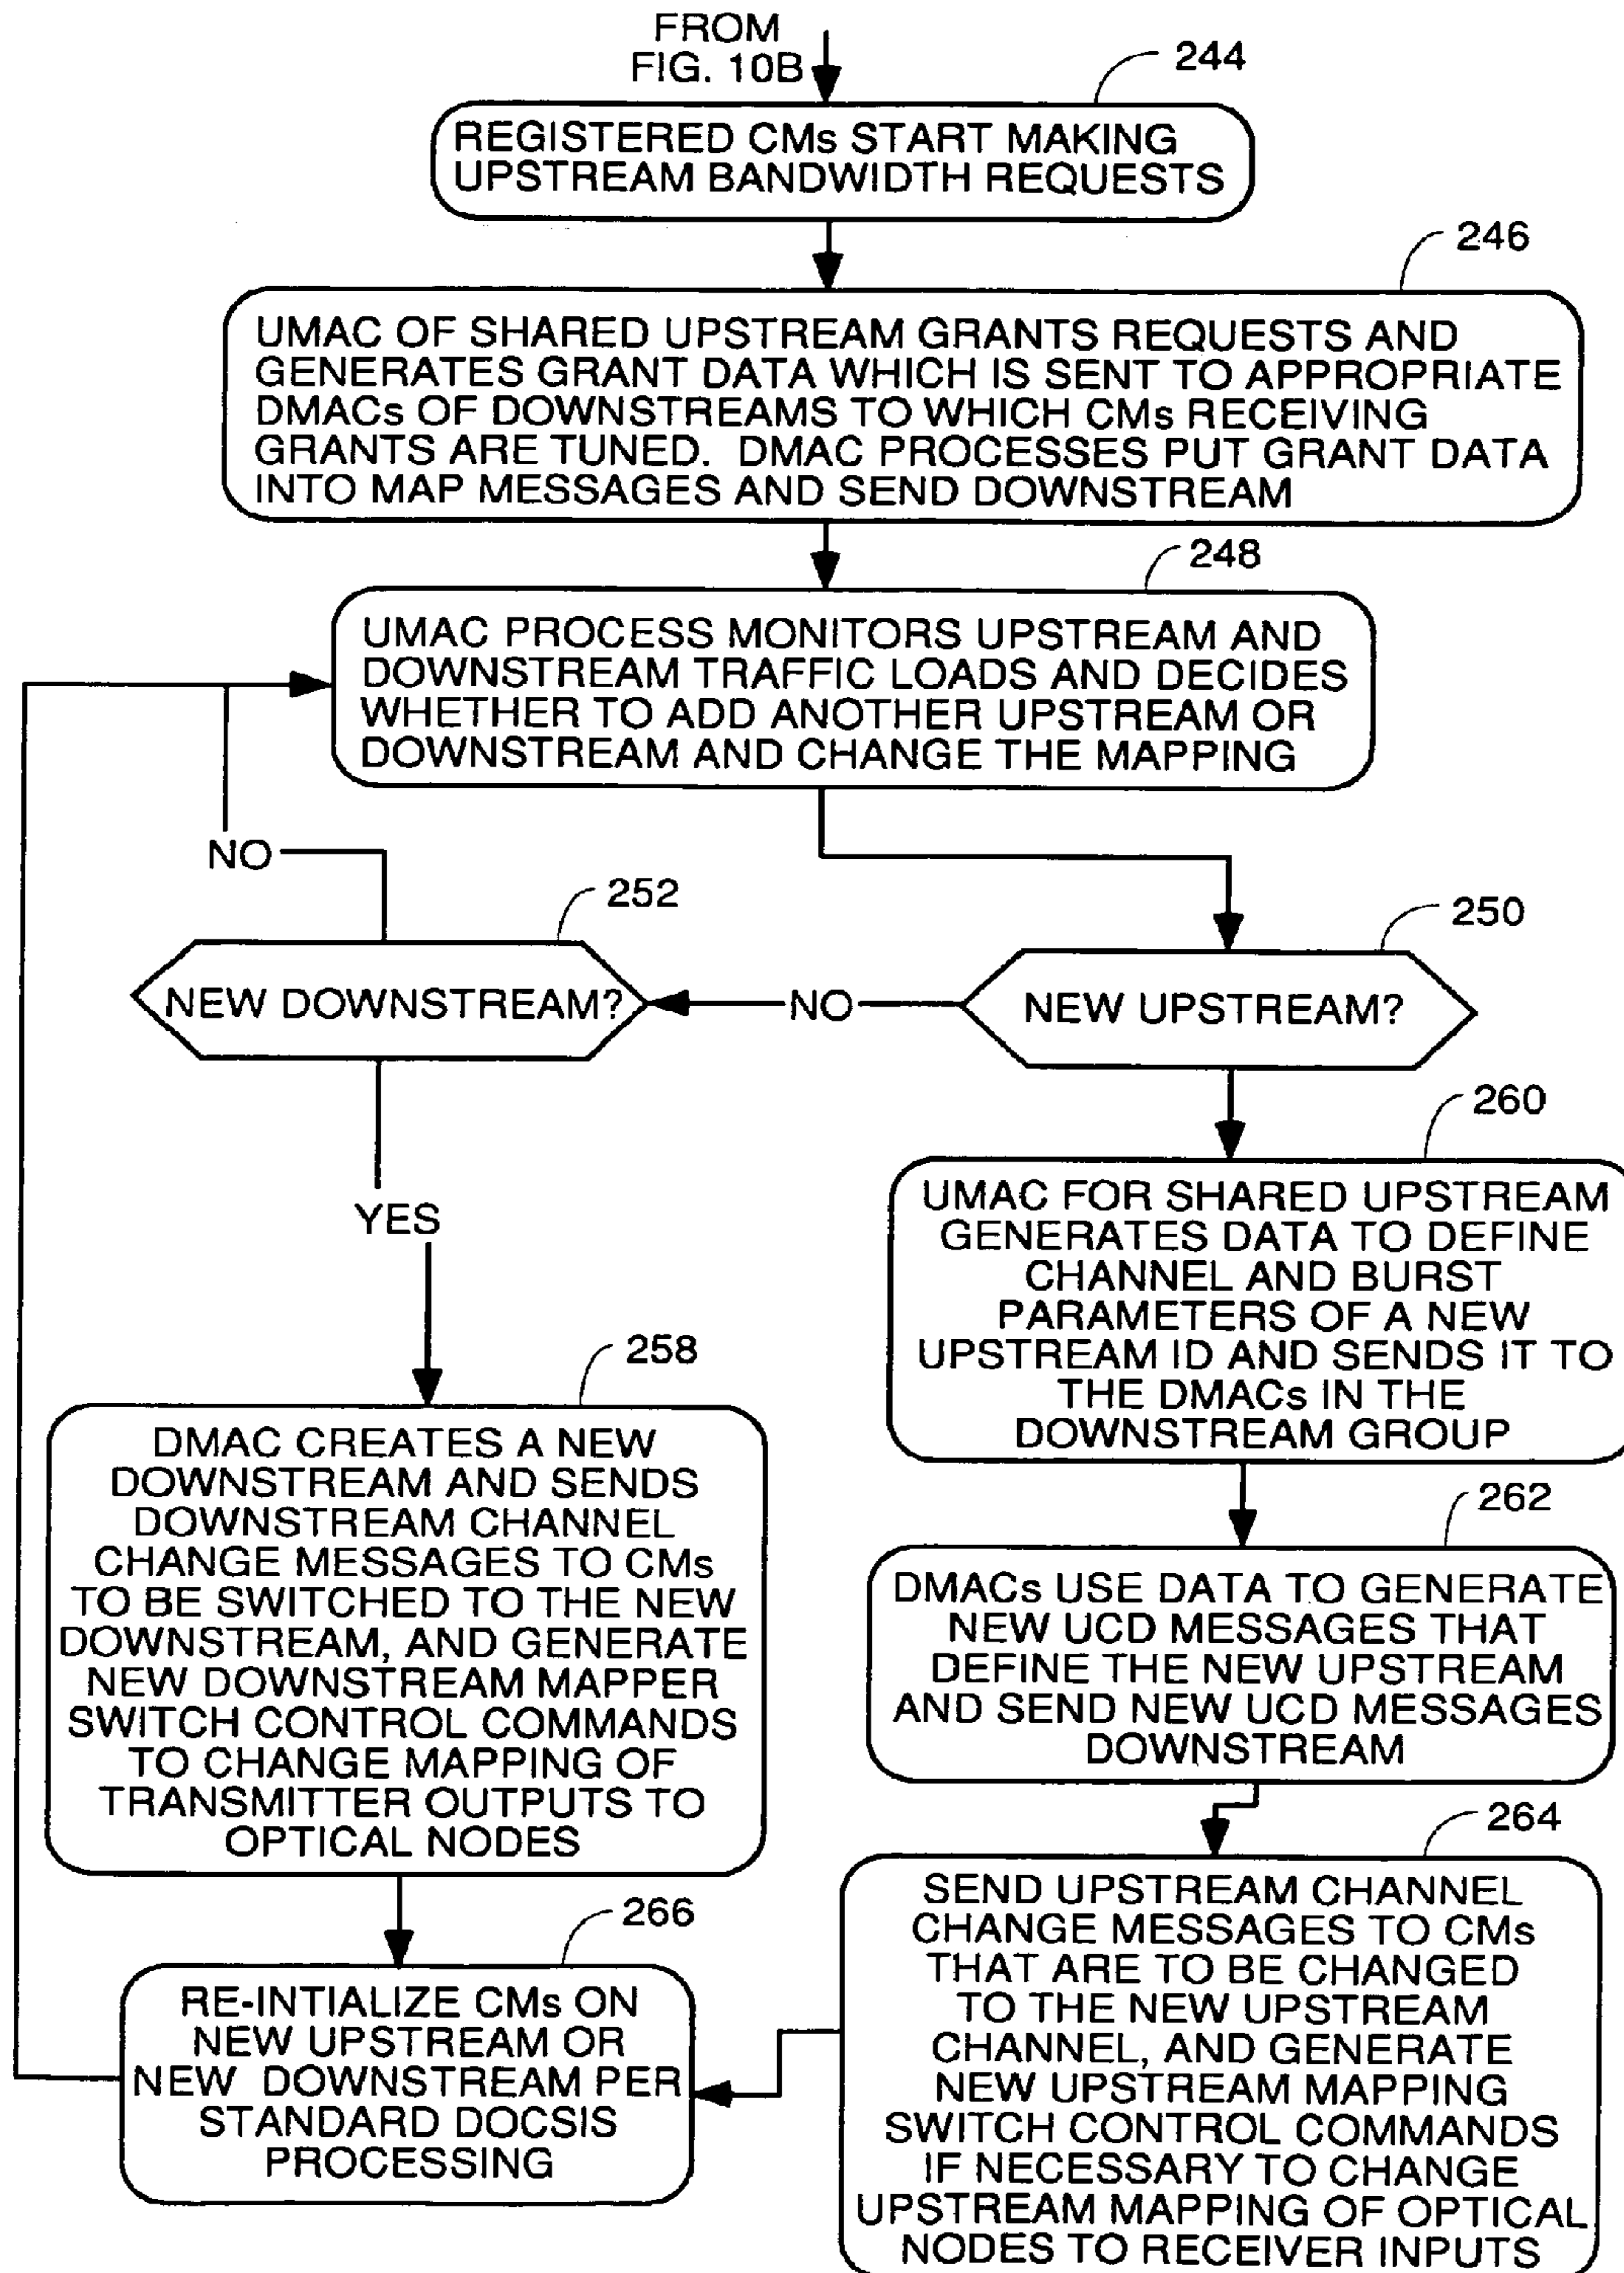 FROM
FIG. 10B
244
REGISTERED CMs START MAKING
UPSTREAM BANDWIDTH REQUESTS
246
UMAC OF SHARED UPSTREAM GRANTS REQUESTS AND
GENERATES GRANT DATA WHICH IS SENT TO APPROPRIATE
DMACs OF DOWNSTREAMS TO WHICH CMs RECEIVING
GRANTS ARE TUNED. DMAC PROCESSES PUT GRANT DATA
INTO MAP MESSAGES AND SEND DOWNSTREAM
248
UMAC PROCESS MONITORS UPSTREAM AND
DOWNSTREAM TRAFFIC LOADS AND DECIDES
WHETHER TO ADD ANOTHER UPSTREAM OR
DOWNSTREAM AND CHANGE THE MAPPING
NO
252
250
NEW DOWNSTREAM?
NO
NEW UPSTREAM?
YES
260
UMAC FOR SHARED UPSTREAM
GENERATES DATA TO DEFINE
CHANNEL AND BURST
PARAMETERS OF A NEW
UPSTREAM ID AND SENDS IT TO
THE DMACs IN THE
DOWNSTREAM GROUP
258
DMAC CREATES A NEW
DOWNSTREAM AND SENDS
DOWNSTREAM CHANNEL
CHANGE MESSAGES TO CMs
TO BE SWITCHED TO THE NEW
DOWNSTREAM, AND GENERATE
NEW DOWNSTREAM MAPPER
SWITCH CONTROL COMMANDS
TO CHANGE MAPPING OF
TRANSMITTER OUTPUTS TO
OPTICAL NODES
262
DMACs USE DATA TO GENERATE
NEW UCD MESSAGES THAT
DEFINE THE NEW UPSTREAM
AND SEND NEW UCD MESSAGES
DOWNSTREAM
264
SEND UPSTREAM CHANNEL
CHANGE MESSAGES TO CMs
THAT ARE TO BE CHANGED
TO THE NEW UPSTREAM
CHANNEL, AND GENERATE
NEW UPSTREAM MAPPING
SWITCH CONTROL COMMANDS
IF NECESSARY TO CHANGE
UPSTREAM MAPPING OF OPTICAL
NODES TO RECEIVER INPUTS
266
RE-INTIALIZE CMs ON
NEW UPSTREAM OR
NEW DOWNSTREAM PER
STANDARD DOCSIS
PROCESSING